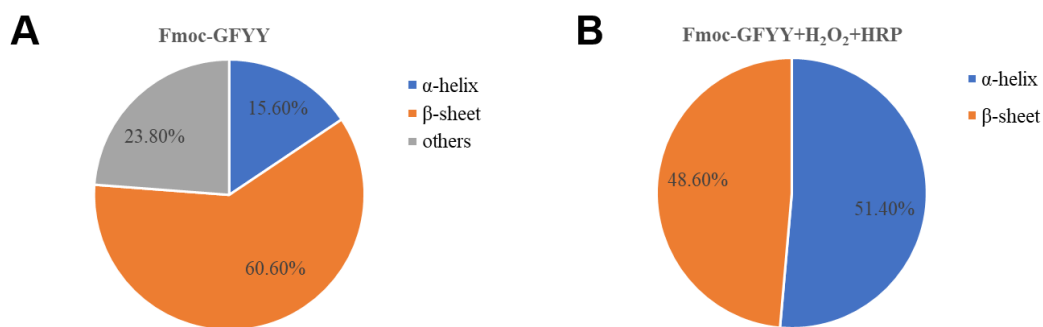 A
Fmoc-GFYY
15.60%
23.80%
60.60%
α-helix
β-sheet
others
B
Fmoc-GFYY+H₂O₂+HRP
48.60%
51.40%
α-helix
β-sheet